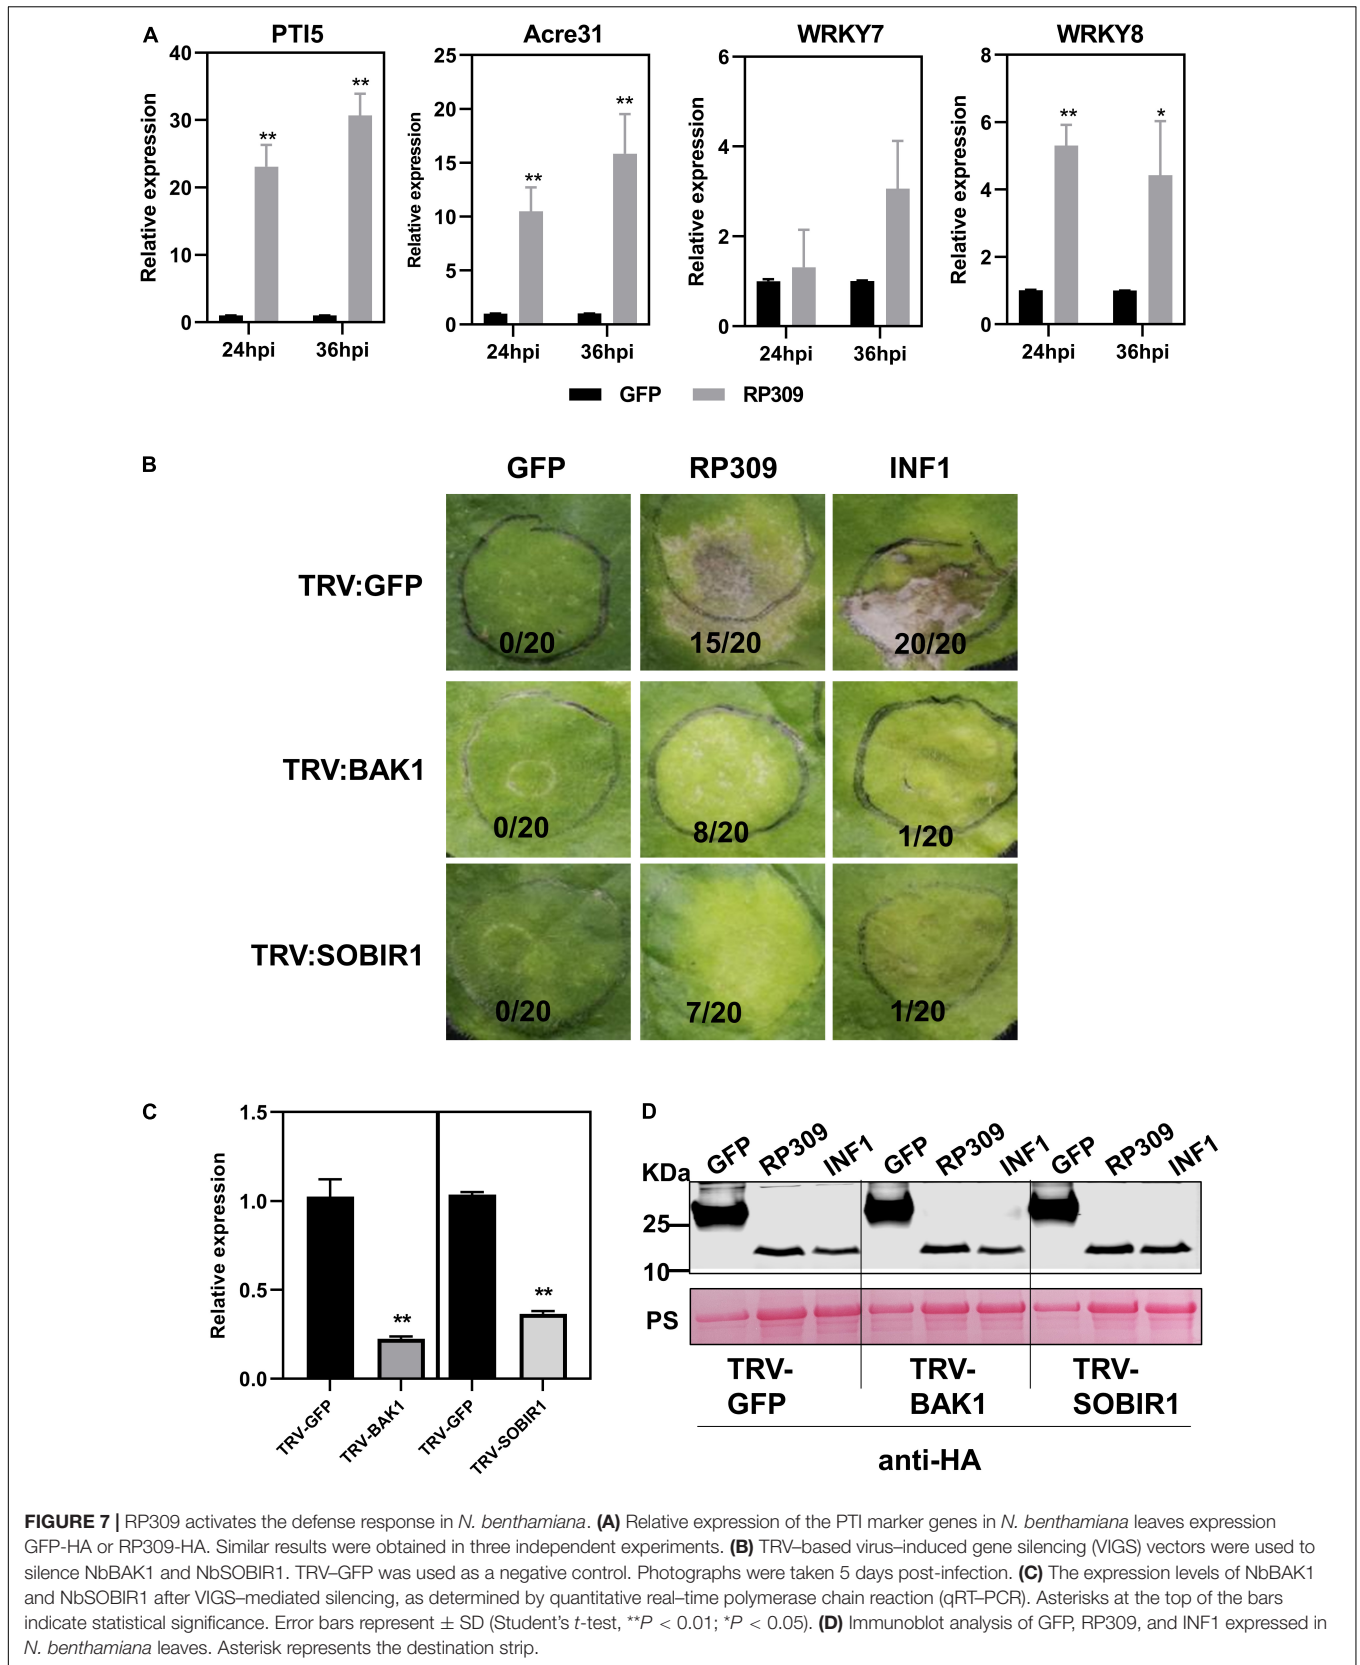 A
PTI5
Acre31
WRKY7
WRKY8
Relative expression
40
30
20
10
0
**
**
24hpi
36hpi
Relative expression
25
20
15
10
5
0
**
**
24hpi
36hpi
Relative expression
6
4
2
0
24hpi
36hpi
Relative expression
8
6
4
2
0
**
*
24hpi
36hpi
GFP
RP309
B
GFP
RP309
INF1
TRV:GFP
0/20
15/20
20/20
TRV:BAK1
0/20
8/20
1/20
TRV:SOBIR1
0/20
7/20
1/20
C
Relative expression
1.5
1.0
0.5
0.0
**
**
TRV-GFP
TRV-BAK1
TRV-GFP
TRV-SOBIR1
D
KDa
GFP RP309 INF1 GFP RP309 INF1 GFP RP309 INF1
25
10
PS
TRV-
GFP
TRV-
BAK1
TRV-
SOBIR1
anti-HA
FIGURE 7 | RP309 activates the defense response in N. benthamiana. (A) Relative expression of the PTI marker genes in N. benthamiana leaves expression
GFP-HA or RP309-HA. Similar results were obtained in three independent experiments. (B) TRV–based virus–induced gene silencing (VIGS) vectors were used to
silence NbBAK1 and NbSOBIR1. TRV–GFP was used as a negative control. Photographs were taken 5 days post-infection. (C) The expression levels of NbBAK1
and NbSOBIR1 after VIGS–mediated silencing, as determined by quantitative real–time polymerase chain reaction (qRT–PCR). Asterisks at the top of the bars
indicate statistical significance. Error bars represent ± SD (Student's t-test, **P < 0.01; *P < 0.05). (D) Immunoblot analysis of GFP, RP309, and INF1 expressed in
N. benthamiana leaves. Asterisk represents the destination strip.